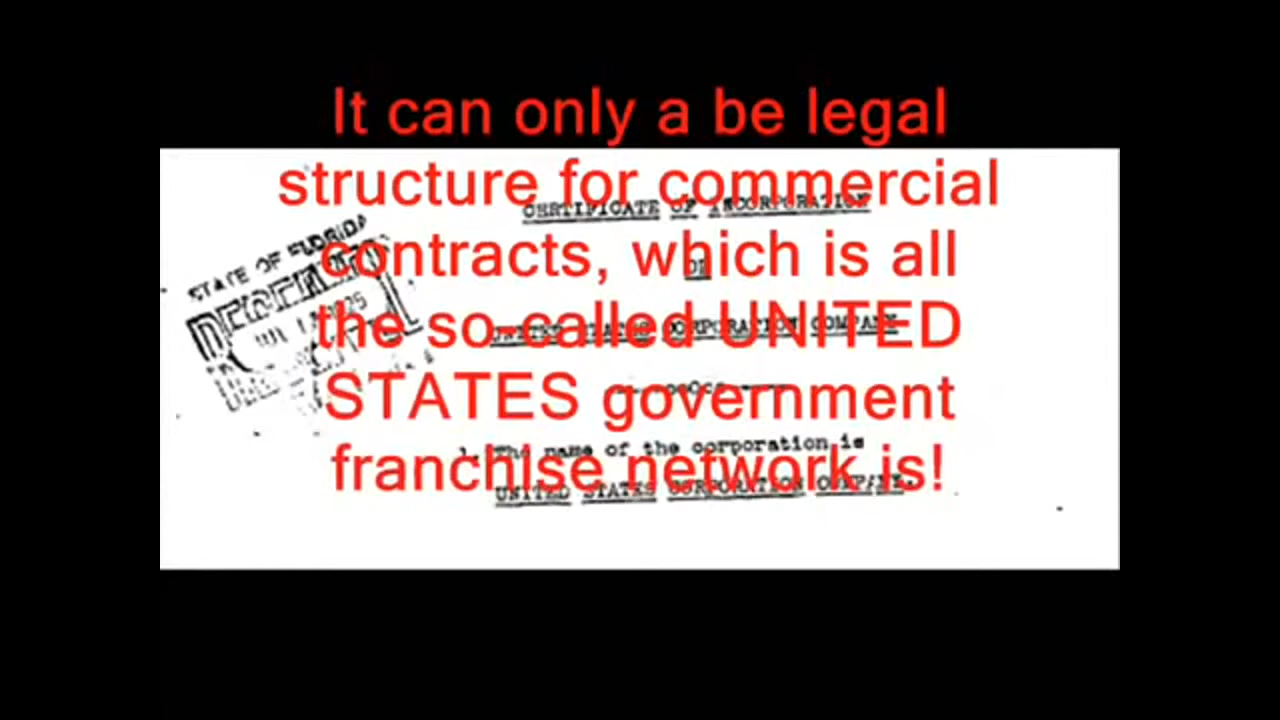 It can only a be legal
structure for commercial
contracts, which is all
the so-called UNITED
STATES government
franchise network is!
CERTIFICATE OF INCORPORATION
OF
UNITED STATES CORPORATION COMPANY
STATE OF FLORIDA
1. The name of the corporation is
UNITED STATES CORPORATION COMPANY.